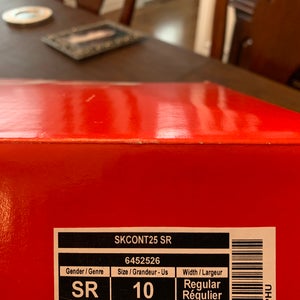 SKCONT25 SR
6452526
Gender / Genre Size / Grandeur - Us Width / Largeur
SR 10 Regular
Régulier